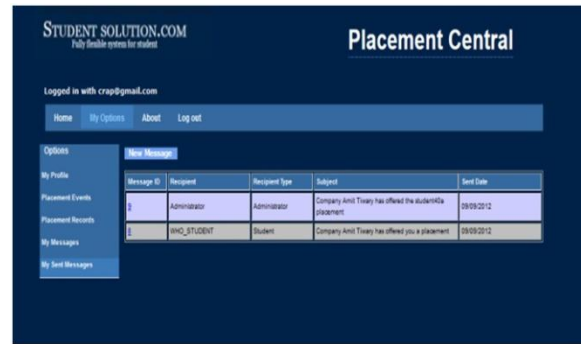 STUDENT SOLUTION.COM
Fully flexible system for student
Placement Central
Logged in with crap@gmail.com
Home My Options About Log out
Options
New Message
My Profile
Placement Events
Placement Records
My Messages
My Sent Messages
Message ID Recipient Recipient Type Subject Sent Date
9 Administrator Administrator Company Amit Tiwary has offered the student40a
placement 09/09/2012
WHO_STUDENT Student Company Amit Tiwary has offered you a placement 09/09/2012